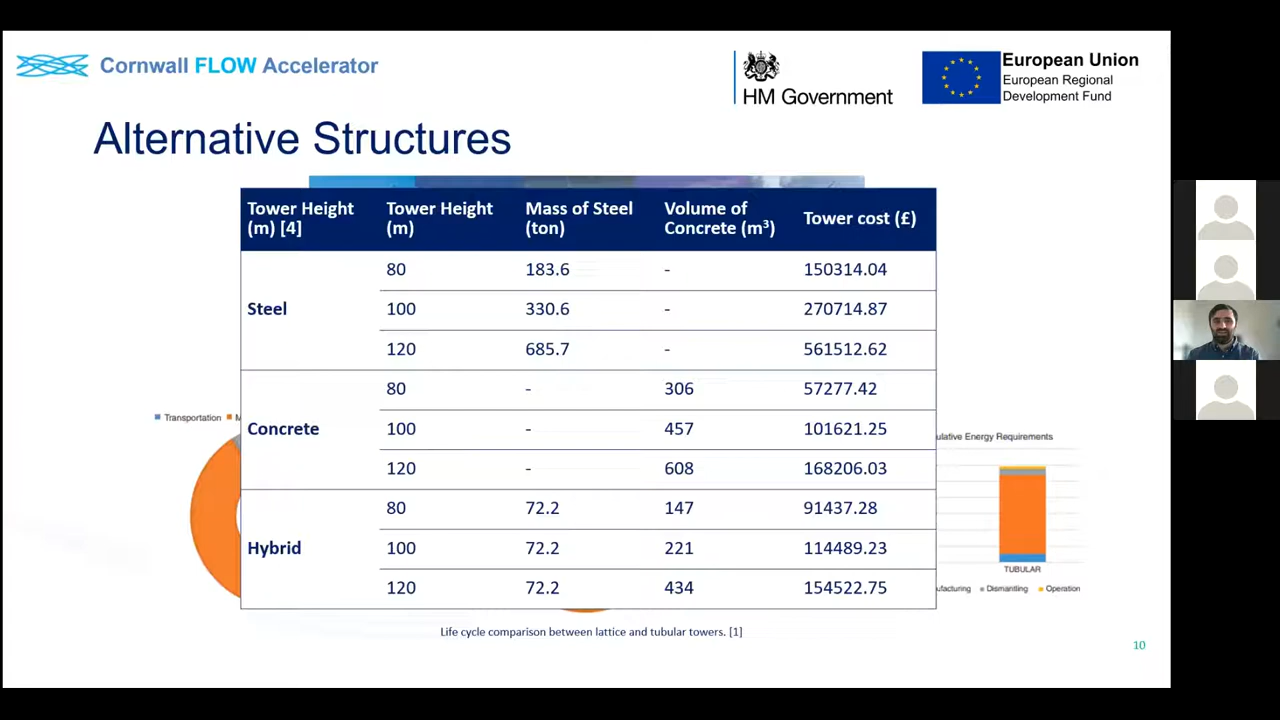 Cornwall FLOW Accelerator
HM Government
European Union
European Regional
Development Fund
Alternative Structures
Tower Height (m) [4] Tower Height (m) Mass of Steel (ton) Volume of Concrete (m³) Tower cost (£)
Steel
80 183.6 - 150314.04
100 330.6 - 270714.87
120 685.7 - 561512.62
Concrete
80 - 306 57277.42
100 - 457 101621.25
120 - 608 168206.03
Hybrid
80 72.2 147 91437.28
100 72.2 221 114489.23
120 72.2 434 154522.75
Transportation M
ulative Energy Requirements
TUBULAR
ufacturing Dismantling Operation
Life cycle comparison between lattice and tubular towers. [1]
10